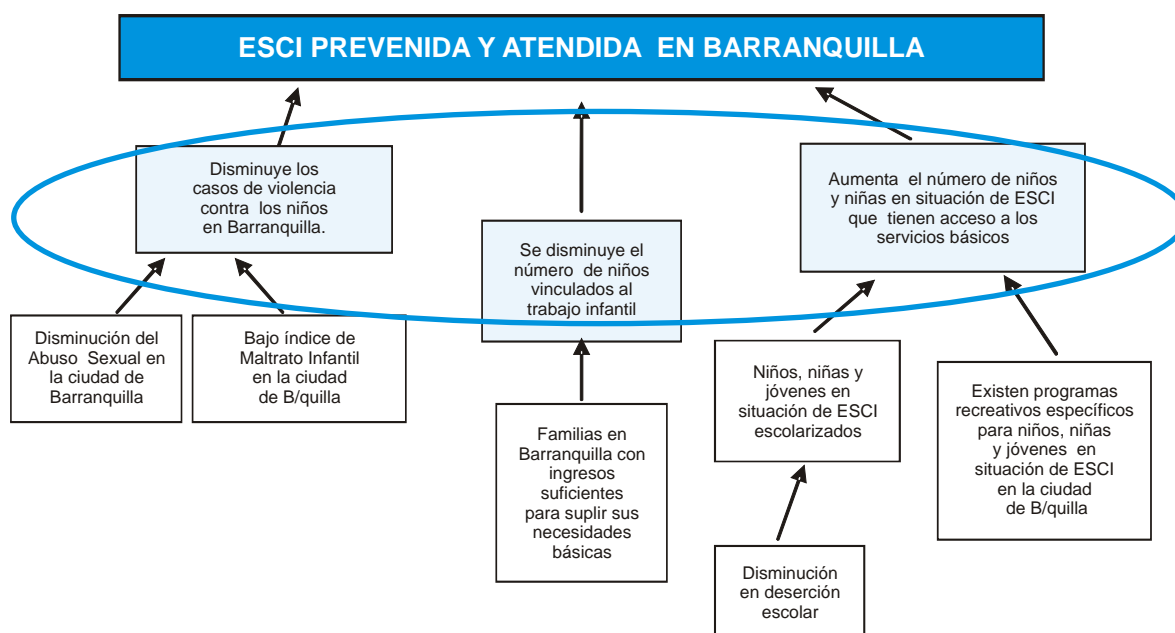 ESCI PREVENIDA Y ATENDIDA EN BARRANQUILLA
Disminuye los
casos de violencia
contra los niños
en Barranquilla.
Se disminuye el
número de niños
vinculados al
trabajo infantil
Aumenta el número de niños
y niñas en situación de ESCI
que tienen acceso a los
servicios básicos
Disminución del
Abuso Sexual en
la ciudad de
Barranquilla
Bajo índice de
Maltrato Infantil
en la ciudad
de B/quilla
Familias en
Barranquilla con
ingresos
suficientes
para suplir sus
necesidades
básicas
Niños, niñas y
jóvenes en
situación de ESCI
escolarizados
Existen programas
recreativos específicos
para niños, niñas
y jóvenes en
situación de ESCI
en la ciudad
de B/quilla
Disminución
en deserción
escolar